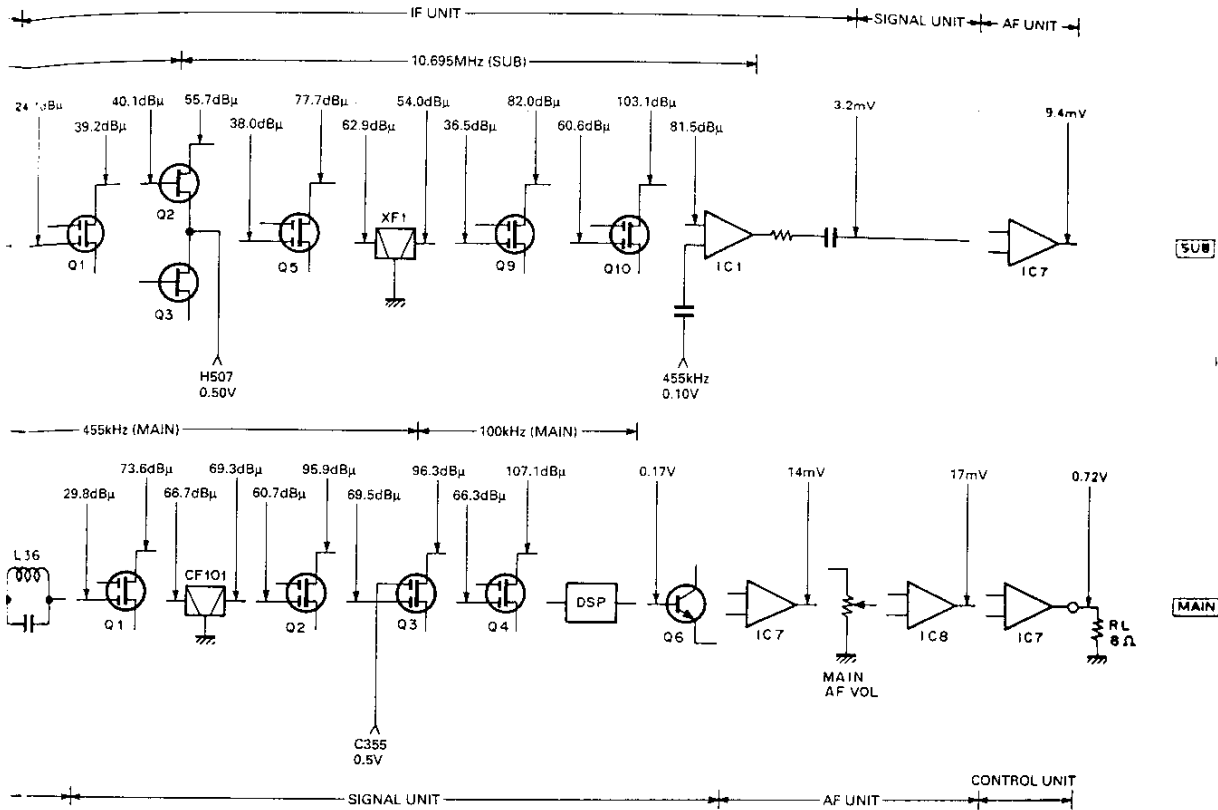 IF UNIT SIGNAL UNIT AF UNIT
10.695MHz (SUB)
40.1dBµ 55.7dBµ 77.7dBµ 54.0dBµ 82.0dBµ 103.1dBµ 3.2mV 9.4mV
39.2dBµ 38.0dBµ 62.9dBµ 36.5dBµ 60.6dBµ 81.5dBµ
Q2 XF1
Q1 Q5 Q9 Q10 IC1 IC7 SUB
Q3
H507 455kHz
0.50V 0.10V
455kHz (MAIN) 100kHz (MAIN)
73.6dBµ 69.3dBµ 95.9dBµ 96.3dBµ 107.1dBµ 0.17V 14mV 17mV 0.72V
29.8dBµ 66.7dBµ 60.7dBµ 69.5dBµ 66.3dBµ
L36
CF101 DSP MAIN
Q1 Q2 Q3 Q4 Q6 IC7 IC8 IC7 RL
8Ω
MAIN
AF VOL
C355
0.5V
SIGNAL UNIT AF UNIT CONTROL UNIT